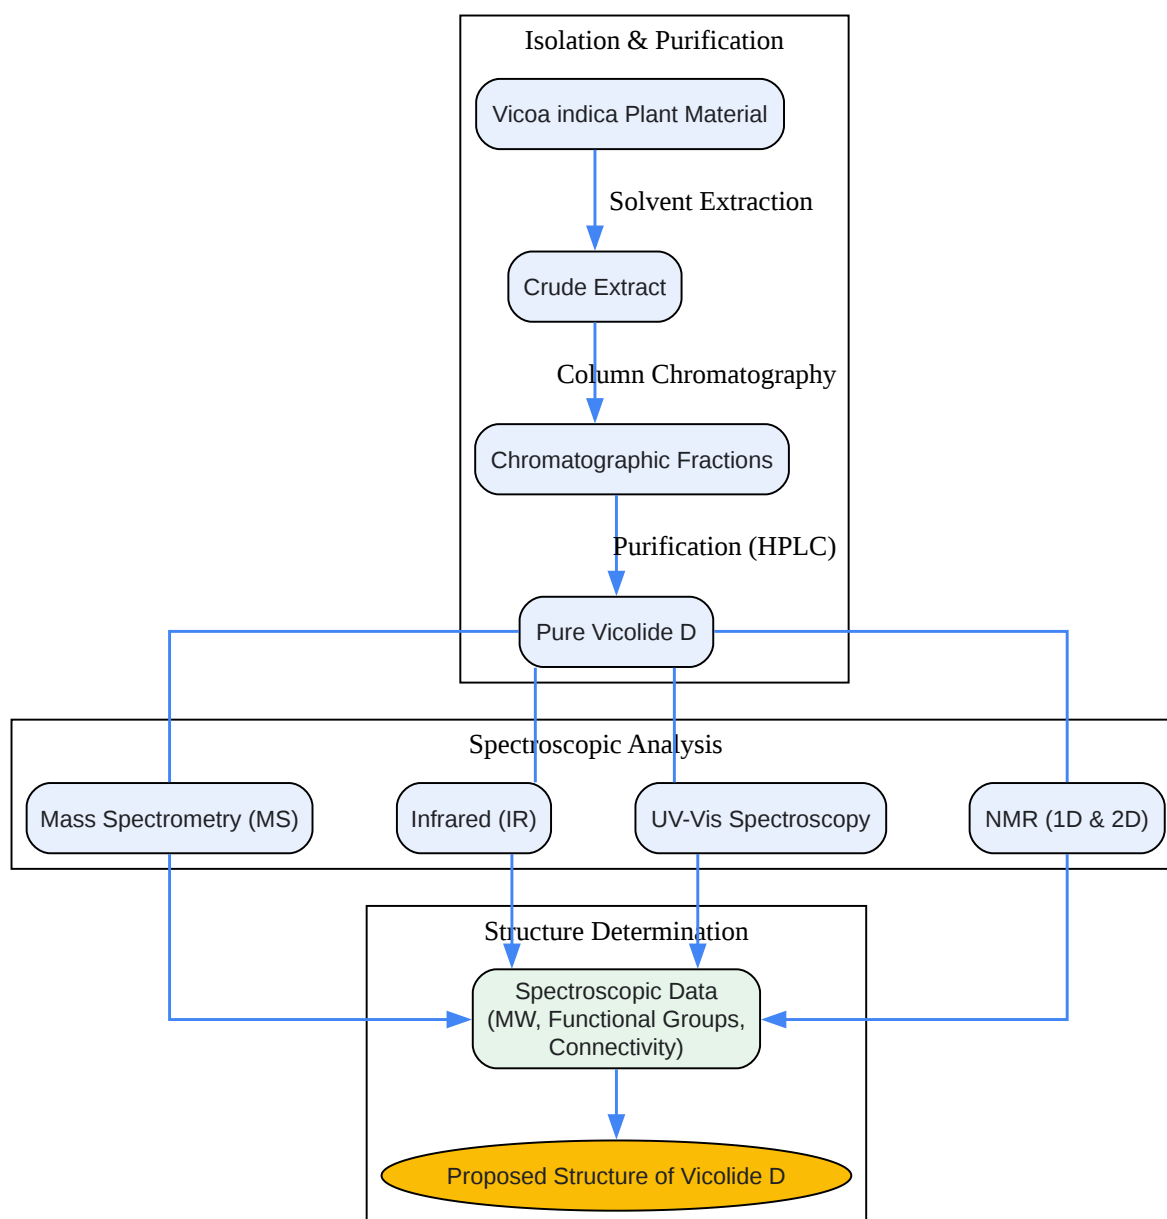 Isolation & Purification
Vicoa indica Plant Material
Solvent Extraction
Crude Extract
Column Chromatography
Chromatographic Fractions
Purification (HPLC)
Pure Vicolide D
Spectroscopic Analysis
Mass Spectrometry (MS)
Infrared (IR)
UV-Vis Spectroscopy
NMR (1D & 2D)
Structure Determination
Spectroscopic Data
(MW, Functional Groups,
Connectivity)
Proposed Structure of Vicolide D